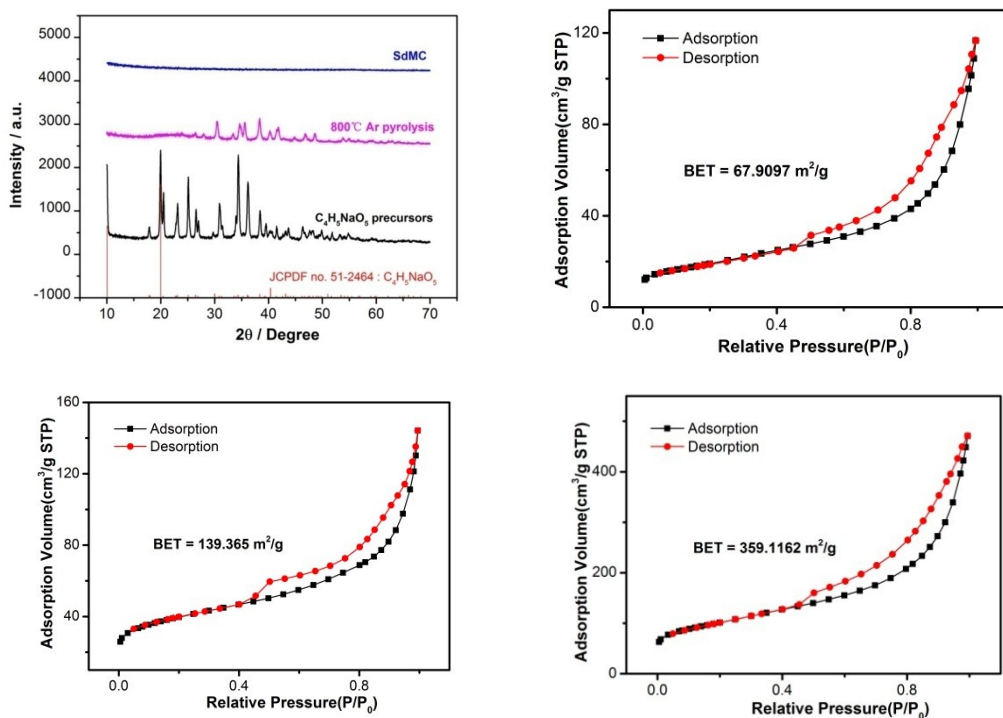 5000
4000
3000
2000
1000
0
-1000
Intensity / a.u.
SdMC
800℃ Ar pyrolysis
C₄H₅NaO₅ precursors
JCPDF no. 51-2464 : C₄H₅NaO₅
10 20 30 40 50 60 70
2θ / Degree
120
80
40
0
Adsorption Volume(cm³/g STP)
Adsorption
Desorption
BET = 67.9097 m²/g
0.0 0.4 0.8
Relative Pressure(P/P₀)
160
120
80
40
0
Adsorption Volume(cm³/g STP)
Adsorption
Desorption
BET = 139.365 m²/g
0.0 0.4 0.8
Relative Pressure(P/P₀)
400
200
0
Adsorption Volume(cm³/g STP)
Adsorption
Desorption
BET = 359.1162 m²/g
0.0 0.4 0.8
Relative Pressure(P/P₀)